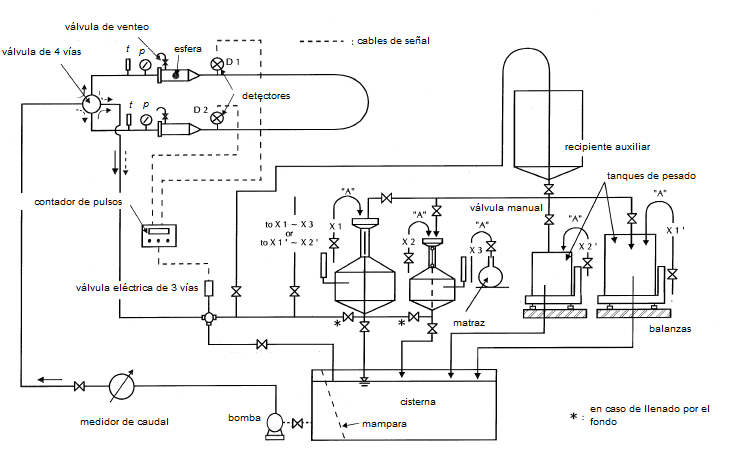 válvula de venteo
: cables de señal
válvula de 4 vías
t
p
esfera
D 1
detectores
t
p
D 2
recipiente auxiliar
tanques de pesado
contador de pulsos
to X 1 ~ X 3
or
to X 1 ' ~ X 2 '
"A"
X 1
"A"
X 2
"A"
X 3
válvula manual
"A"
X 2 '
"A"
X 1 '
válvula eléctrica de 3 vías
*
*
matraz
balanzas
medidor de caudal
bomba
cisterna
mampara
* : en caso de llenado por el
fondo